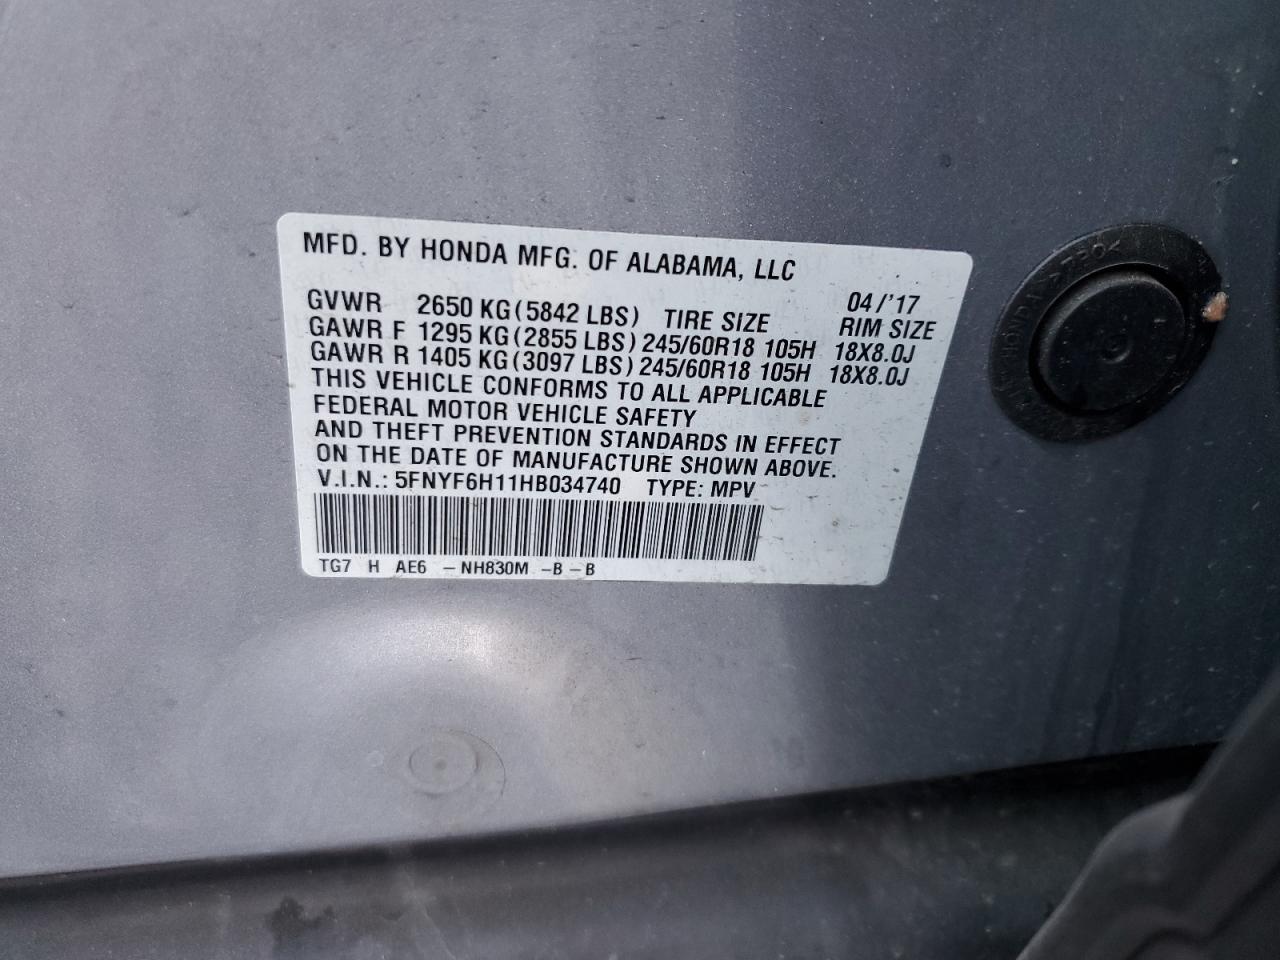 MFD. BY HONDA MFG. OF ALABAMA, LLC
04/'17
GVWR 2650 KG (5842 LBS) TIRE SIZE RIM SIZE
GAWR F 1295 KG (2855 LBS) 245/60R18 105H 18X8.0J
GAWR R 1405 KG (3097 LBS) 245/60R18 105H 18X8.0J
THIS VEHICLE CONFORMS TO ALL APPLICABLE
FEDERAL MOTOR VEHICLE SAFETY
AND THEFT PREVENTION STANDARDS IN EFFECT
ON THE DATE OF MANUFACTURE SHOWN ABOVE.
V.I.N.: 5FNYF6H11HB034740 TYPE: MPV
TG7 H AE6 -NH830M -B-B
HONDA